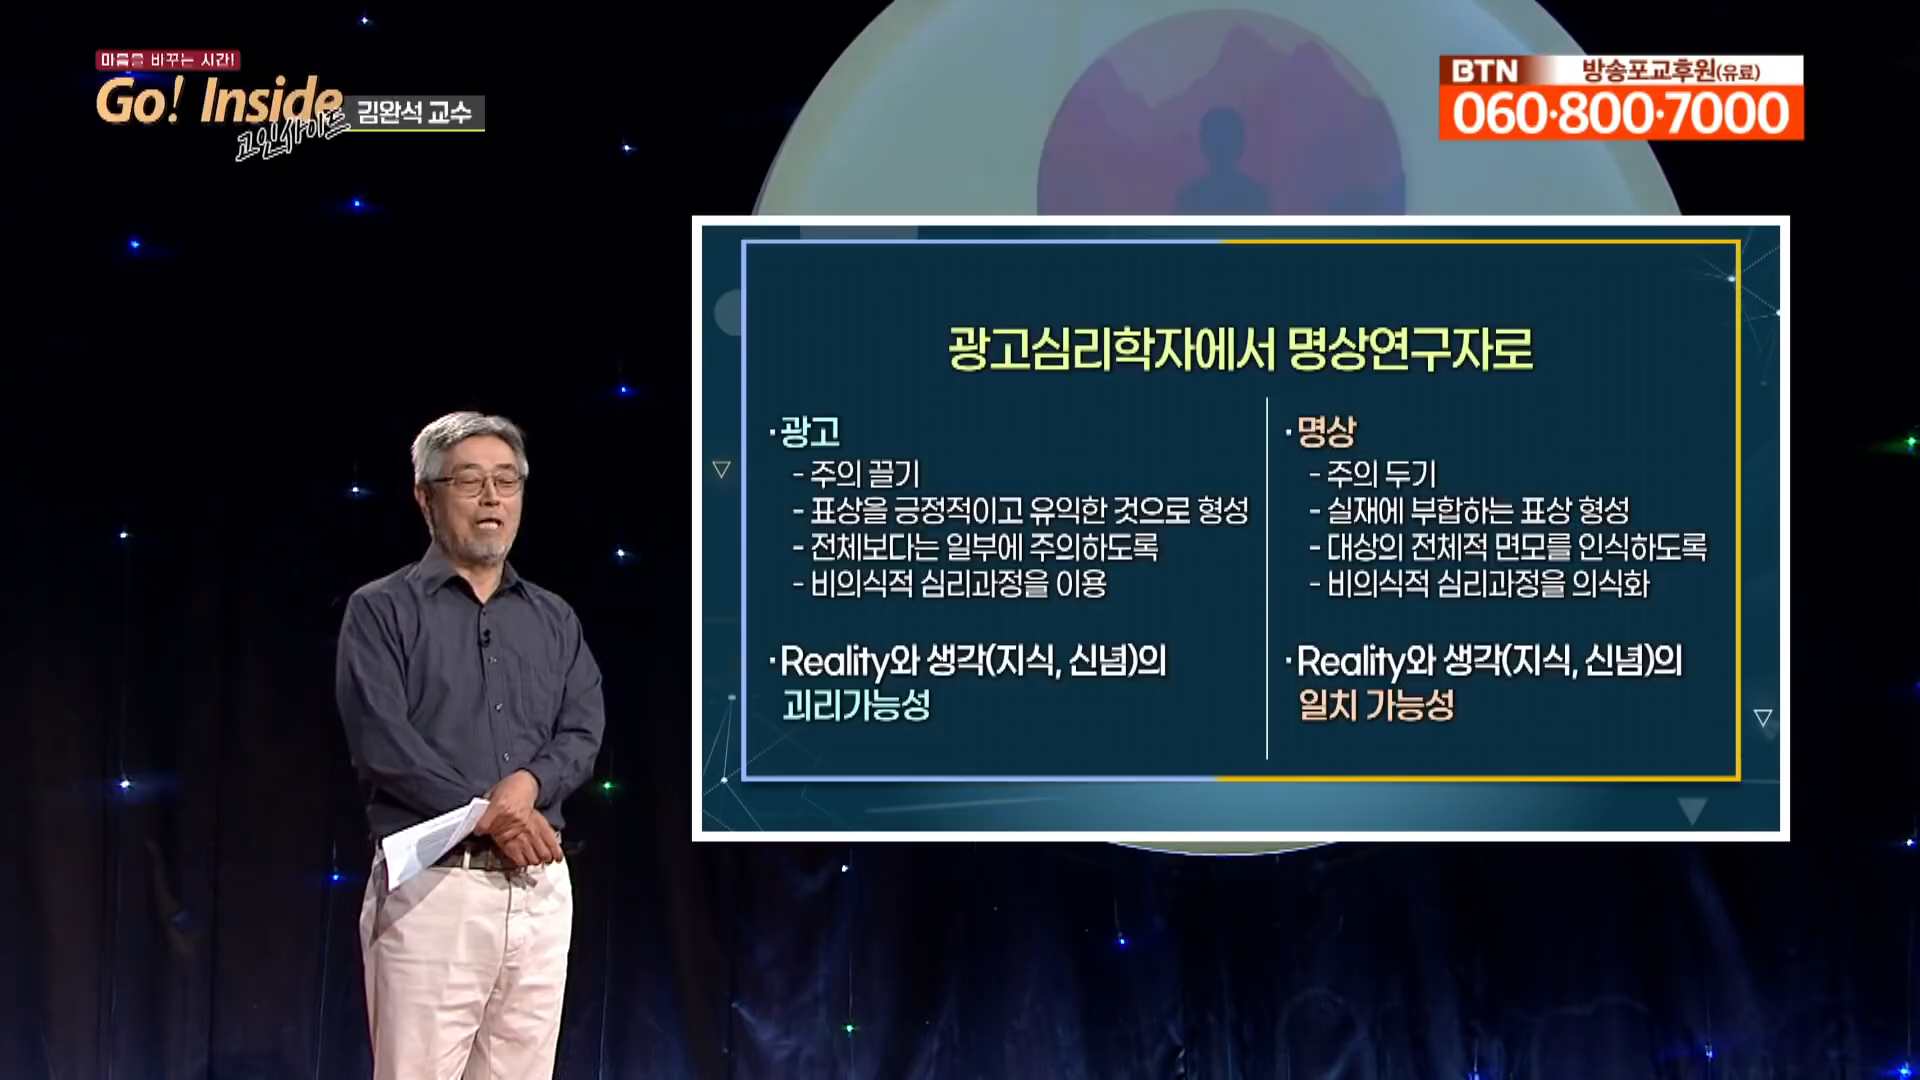 마음을 바꾸는 시간!
Go! Inside
고인사이드
김완석 교수
BTN 방송포교후원(유료)
060·800·7000
광고심리학자에서 명상연구자로
·광고
- 주의 끌기
- 표상을 긍정적이고 유익한 것으로 형성
- 전체보다는 일부에 주의하도록
- 비의식적 심리과정을 이용
·Reality와 생각(지식, 신념)의
괴리가능성
·명상
- 주의 두기
- 실재에 부합하는 표상 형성
- 대상의 전체적 면모를 인식하도록
- 비의식적 심리과정을 의식화
·Reality와 생각(지식, 신념)의
일치 가능성